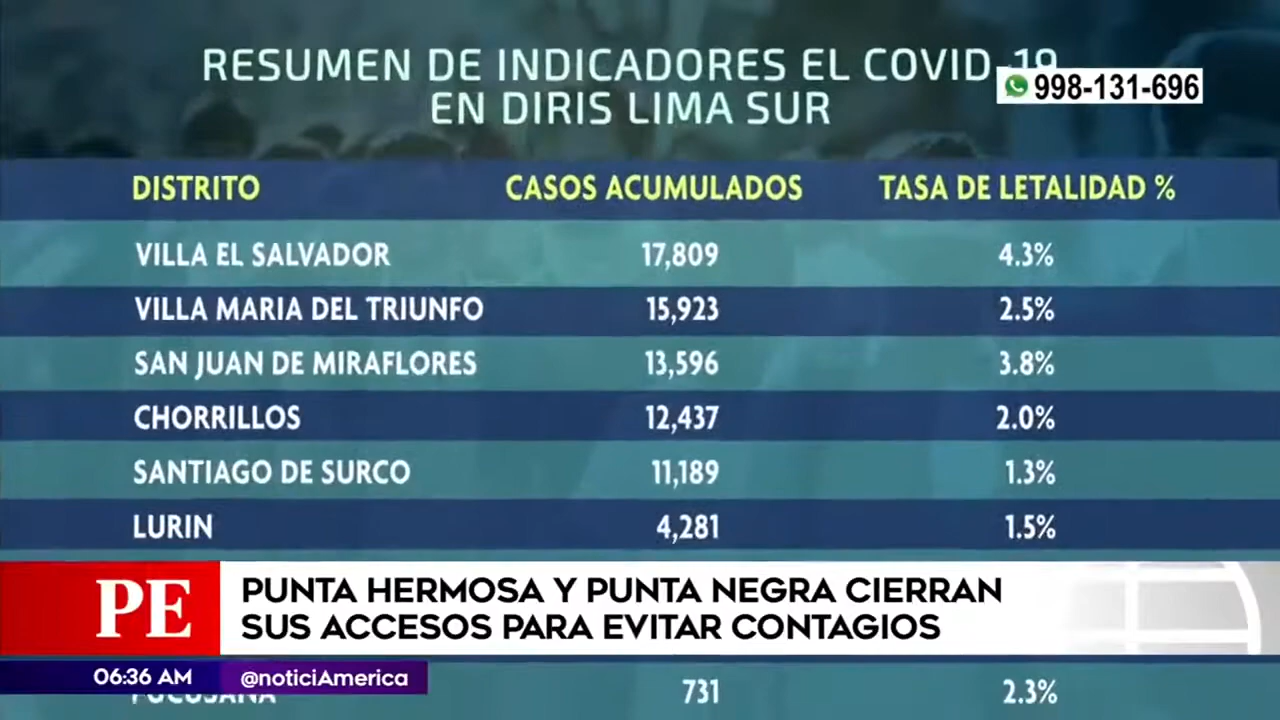 RESUMEN DE INDICADORES EL COVID-19
998-131-696
EN DIRIS LIMA SUR
DISTRITO CASOS ACUMULADOS TASA DE LETALIDAD %
VILLA EL SALVADOR 17,809 4.3%
VILLA MARIA DEL TRIUNFO 15,923 2.5%
SAN JUAN DE MIRAFLORES 13,596 3.8%
CHORRILLOS 12,437 2.0%
SANTIAGO DE SURCO 11,189 1.3%
LURIN 4,281 1.5%
PE PUNTA HERMOSA Y PUNTA NEGRA CIERRAN
SUS ACCESOS PARA EVITAR CONTAGIOS
06:36 AM @noticiAmerica
PUCUSANA 731 2.3%